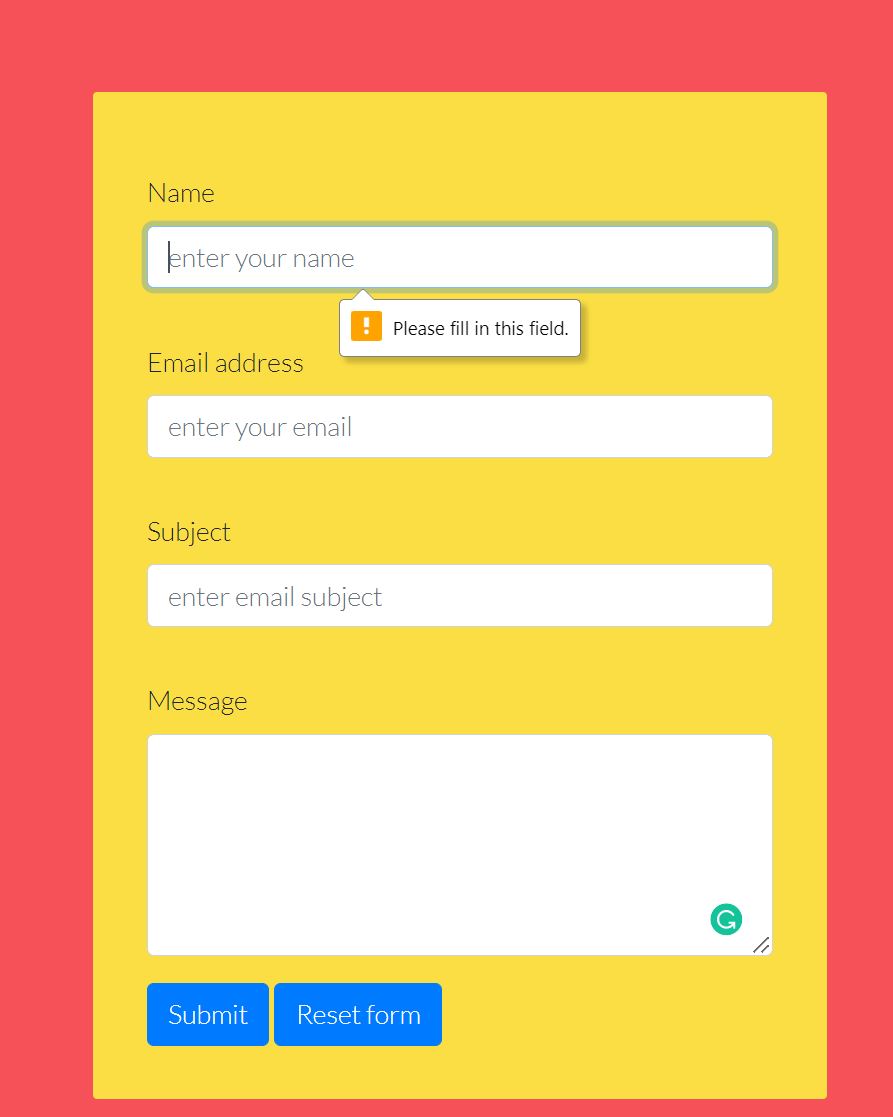 Name
enter your name
! Please fill in this field.
Email address
enter your email
Subject
enter email subject
Message
Submit Reset form